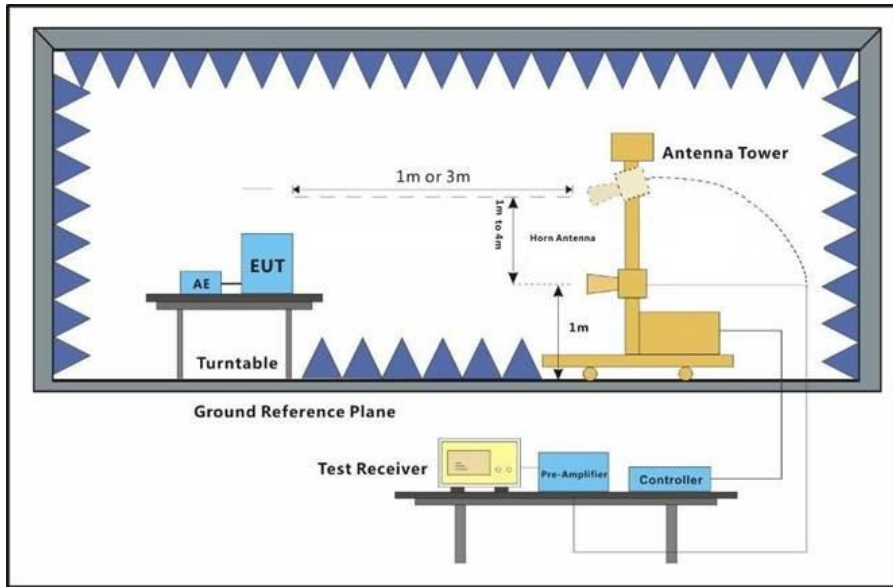 Antenna Tower
1m or 3m
1m to 4m
Horn Antenna
EUT
AE
1m
Turntable
Ground Reference Plane
Test Receiver
Pre-Amplifier
Controller